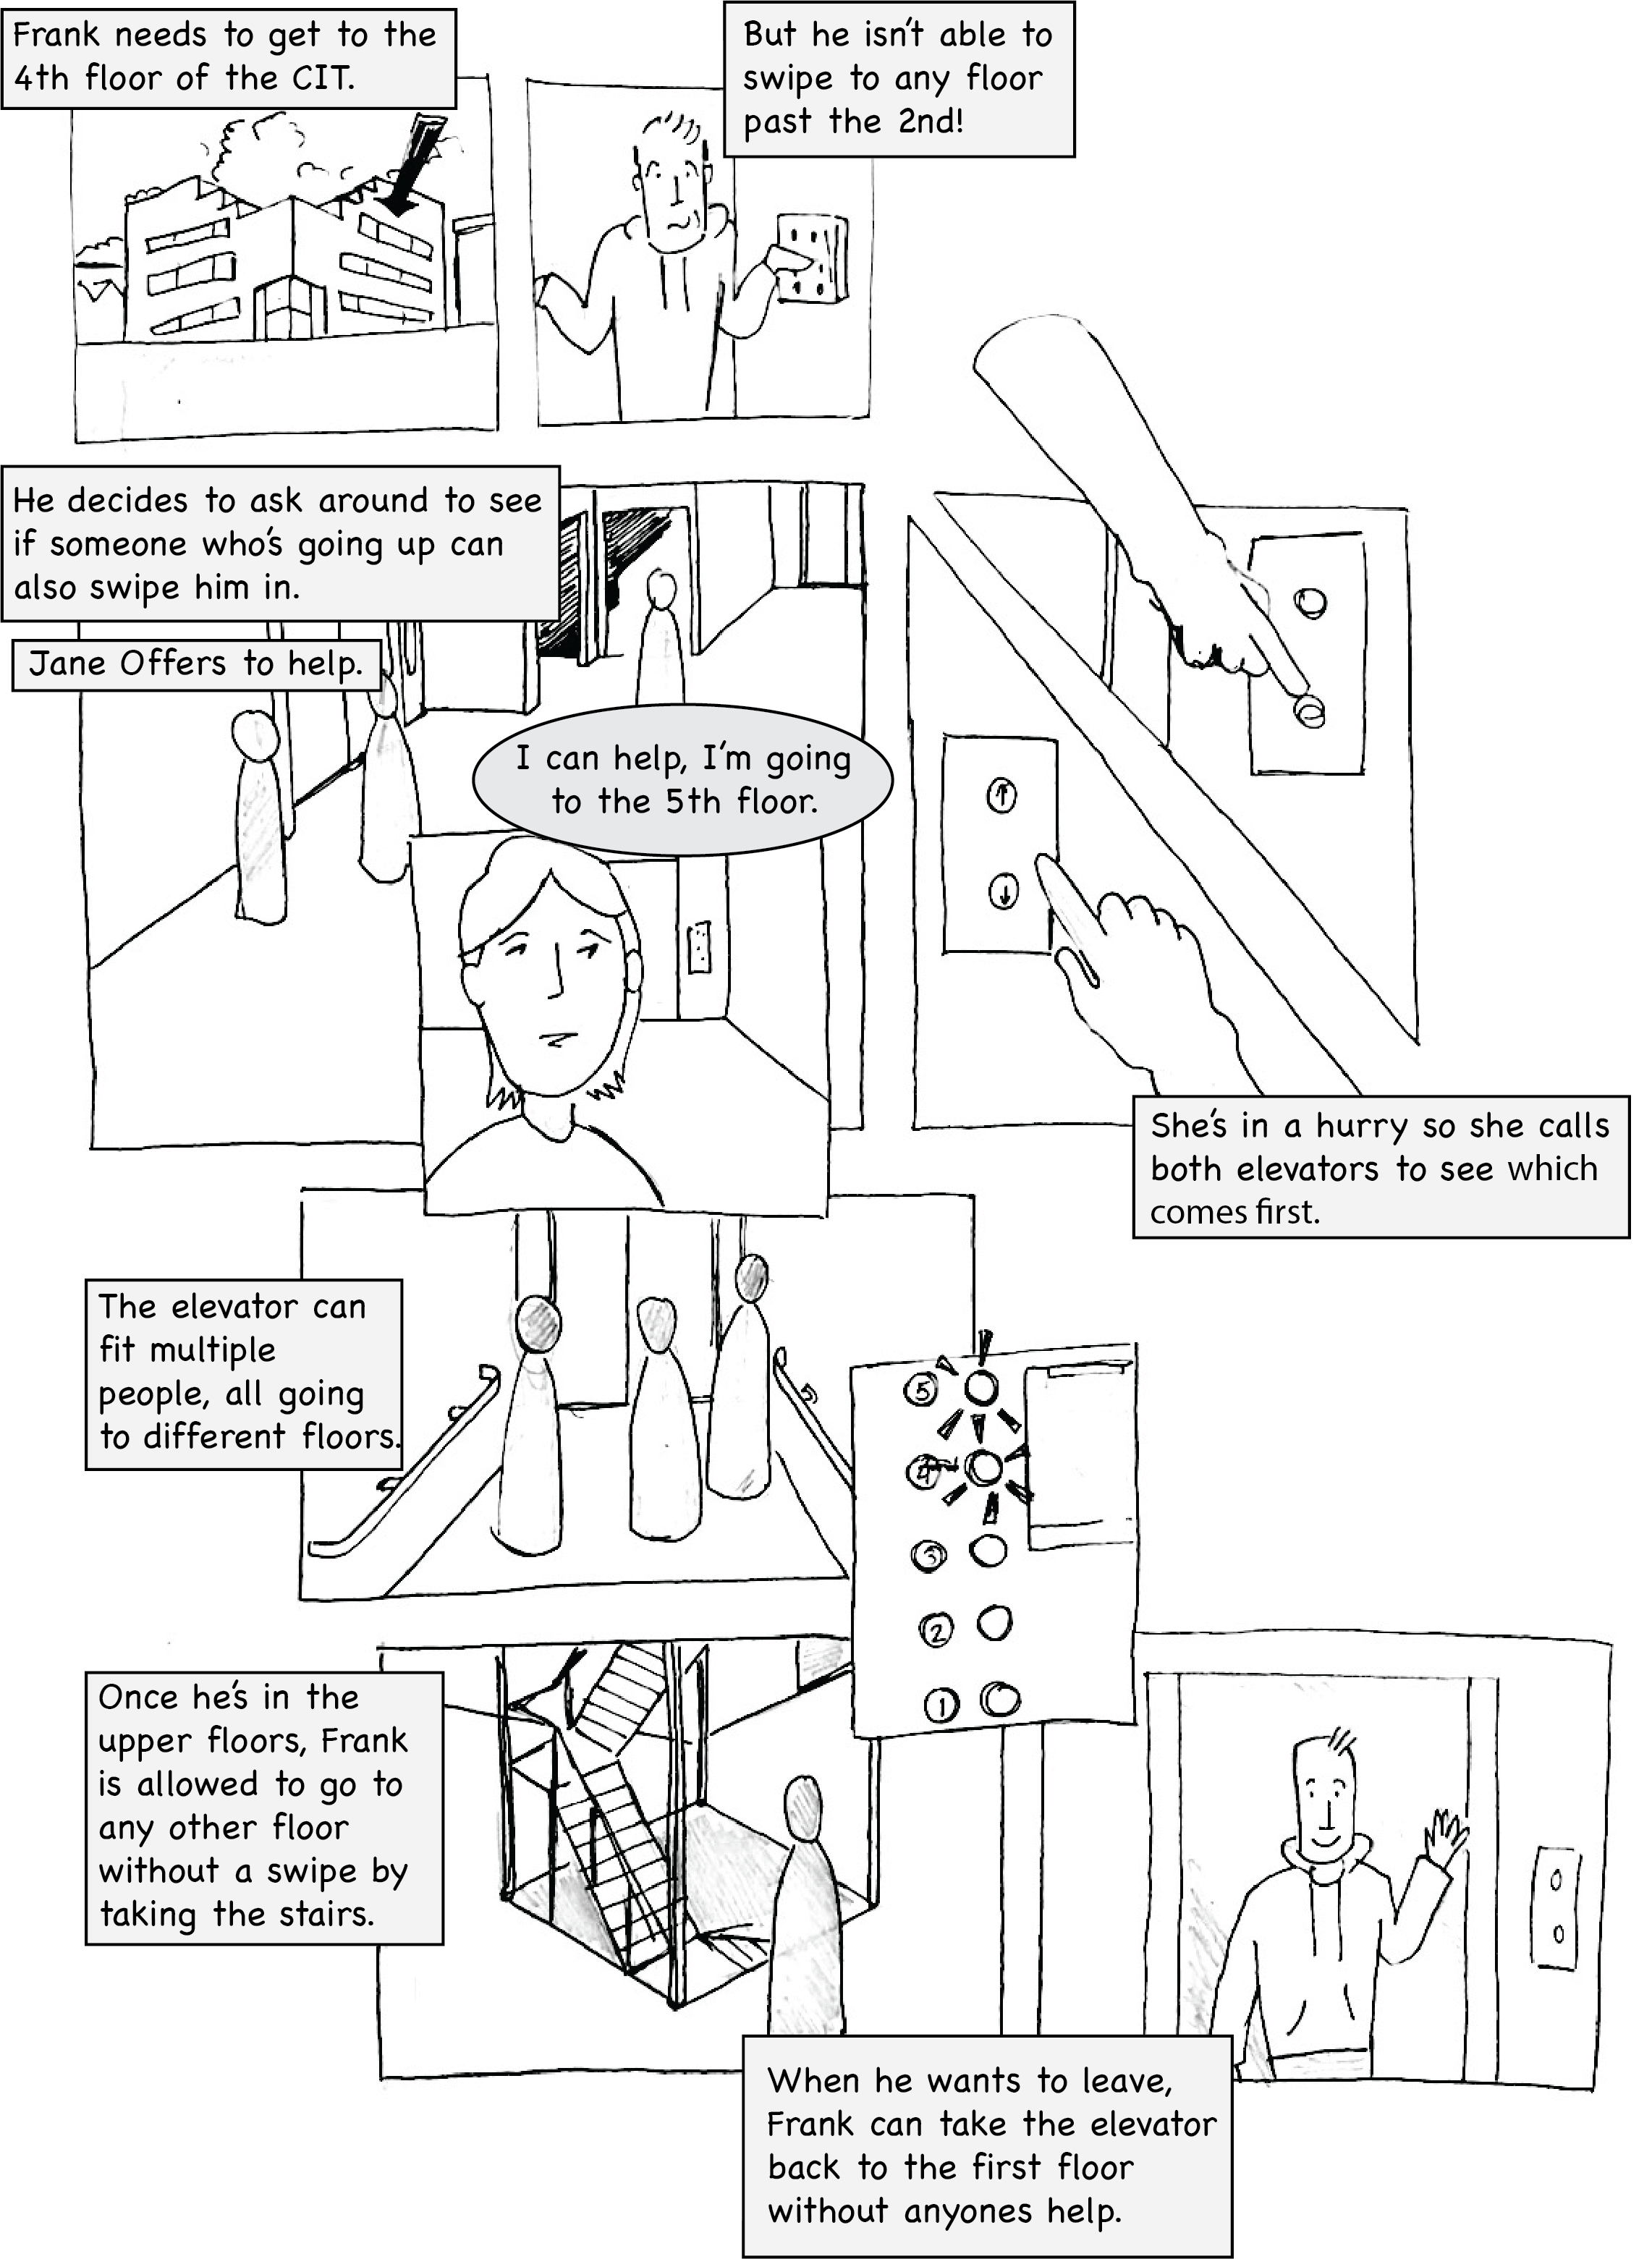 Frank needs to get to the
4th floor of the CIT.
But he isn't able to
swipe to any floor
past the 2nd!
He decides to ask around to see
if someone who's going up can
also swipe him in.
Jane Offers to help.
I can help, I'm going
to the 5th floor.
She's in a hurry so she calls
both elevators to see which
comes first.
The elevator can
fit multiple
people, all going
to different floors.
5
4
3
2
1
Once he's in the
upper floors, Frank
is allowed to go to
any other floor
without a swipe by
taking the stairs.
When he wants to leave,
Frank can take the elevator
back to the first floor
without anyones help.